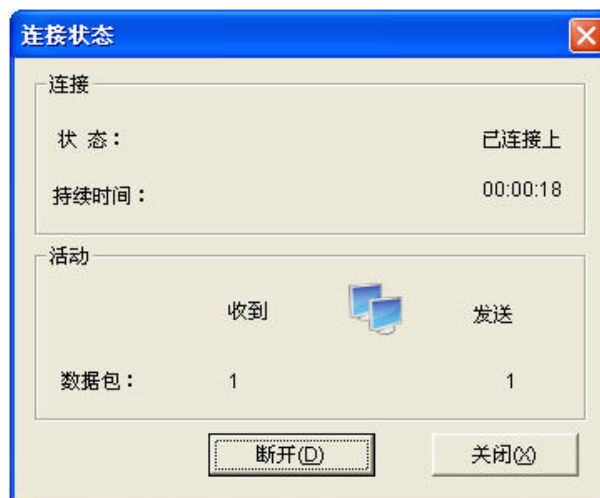 连接状态
连接
状 态： 已连接上
持续时间： 00:00:18
活动
收到 发送
数据包： 1 1
断开(D) 关闭(X)